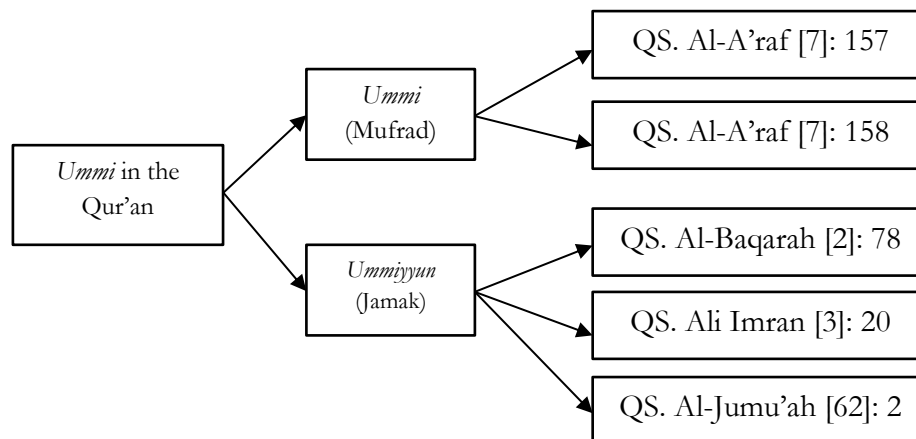 Ummi in the
Qur’an
Ummi
(Mufrad)
Ummiyyun
(Jamak)
QS. Al-A’raf [7]: 157
QS. Al-A’raf [7]: 158
QS. Al-Baqarah [2]: 78
QS. Ali Imran [3]: 20
QS. Al-Jumu’ah [62]: 2